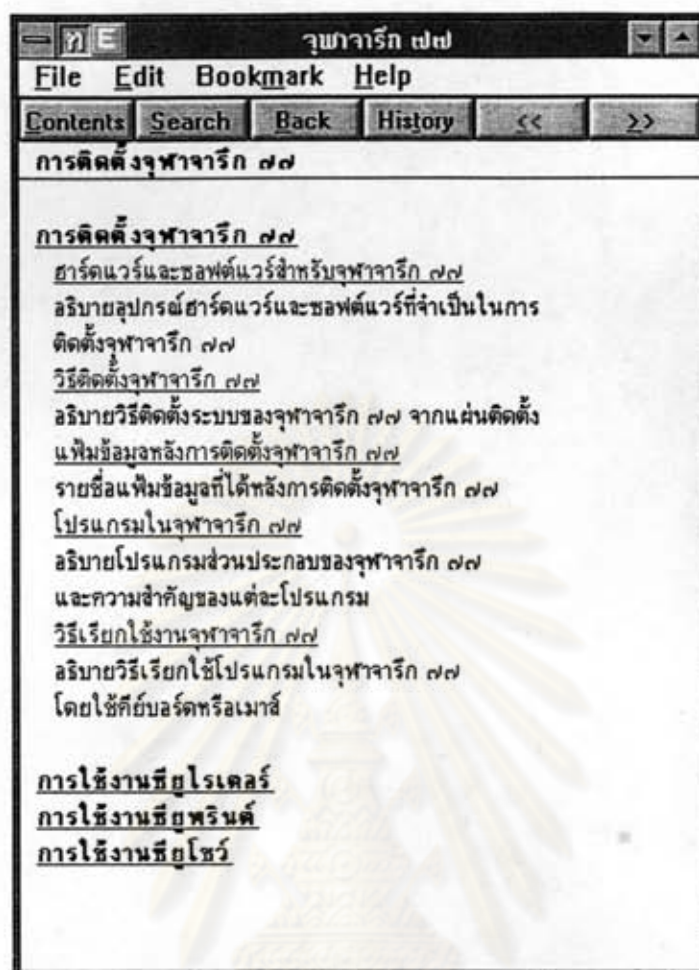 ก E จุฬาจารึก ๗๗
File Edit Bookmark Help
Contents Search Back History << >>
การติดตั้งจุฬาจารึก ๗๗
การติดตั้งจุฬาจารึก ๗๗
ฮาร์ดแวร์และซอฟต์แวร์สำหรับจุฬาจารึก ๗๗
อธิบายอุปกรณ์ฮาร์ดแวร์และซอฟต์แวร์ที่จำเป็นในการ
ติดตั้งจุฬาจารึก ๗๗
วิธีติดตั้งจุฬาจารึก ๗๗
อธิบายวิธีติดตั้งระบบของจุฬาจารึก ๗๗ จากแผ่นติดตั้ง
แฟ้มข้อมูลหลังการติดตั้งจุฬาจารึก ๗๗
รายชื่อแฟ้มข้อมูลที่ได้หลังการติดตั้งจุฬาจารึก ๗๗
โปรแกรมในจุฬาจารึก ๗๗
อธิบายโปรแกรมส่วนประกอบของจุฬาจารึก ๗๗
และความสำคัญของแต่ละโปรแกรม
วิธีเรียกใช้งานจุฬาจารึก ๗๗
อธิบายวิธีเรียกใช้โปรแกรมในจุฬาจารึก ๗๗
โดยใช้คีย์บอร์ดหรือเมาส์
การใช้งานซียูไรเตอร์
การใช้งานซียูพรินต์
การใช้งานซียูโชว์